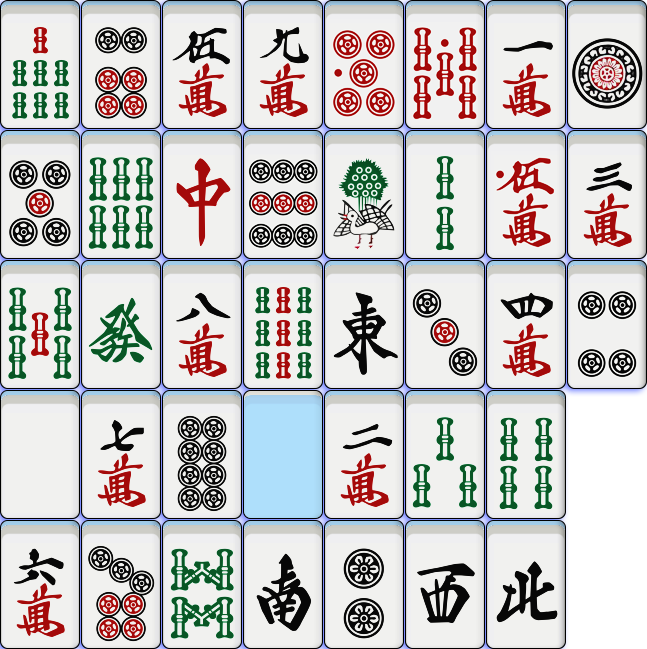 伍萬 九萬 一萬
中 伍萬 三萬
發 八萬 東 四萬
七萬 二萬
六萬 南 西 北